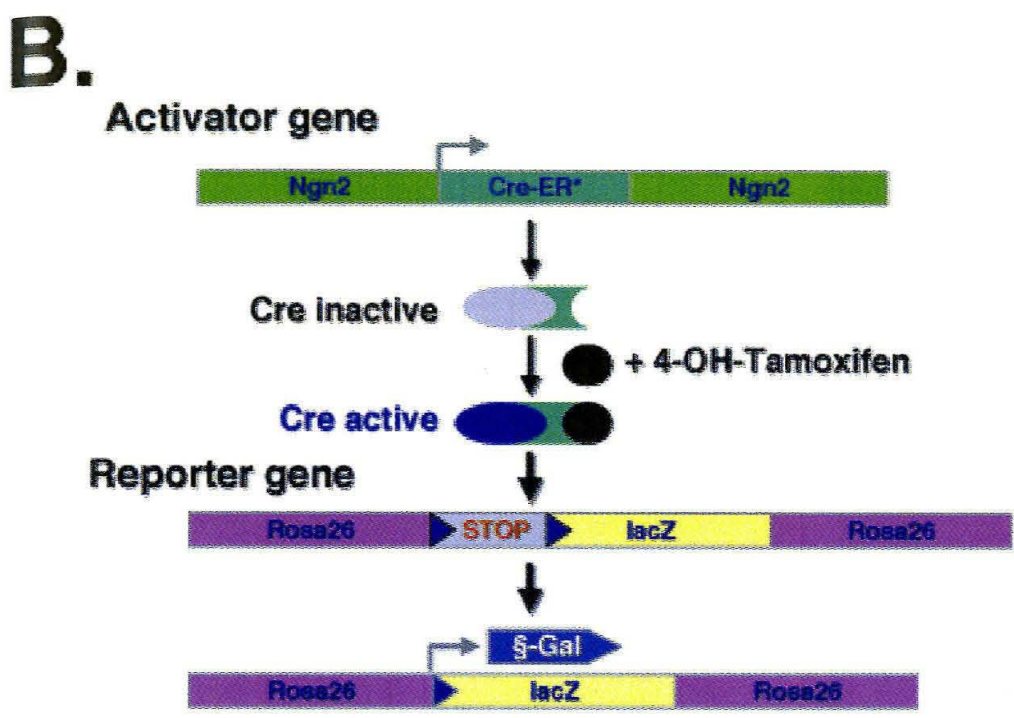 B.
Activator gene
Ngn2 Cre-ER* Ngn2
Cre inactive
+ 4-OH-Tamoxifen
Cre active
Reporter gene
Rosa26 STOP lacZ Rosa26
§-Gal
Rosa26 lacZ Rosa26